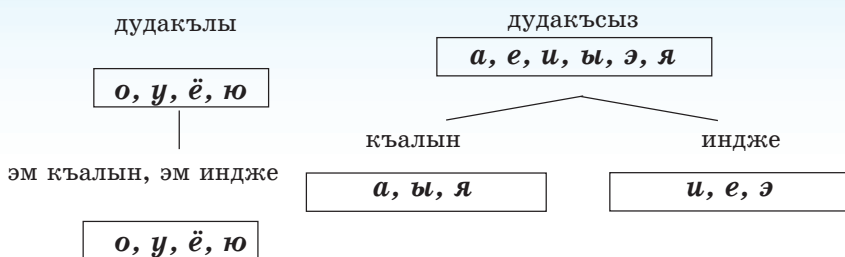 дудакълы
дудакъсыз
о, у, ё, ю
а, е, и, ы, э, я
къалын
индже
эм къалын, эм индже
а, ы, я
и, е, э
о, у, ё, ю